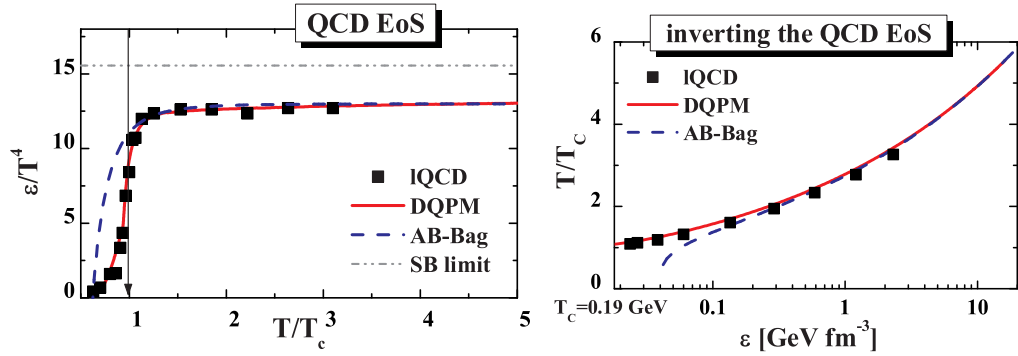 QCD EoS
ε/T⁴
15
10
5
0
lQCD
DQPM
AB-Bag
SB limit
1 2 3 4 5
T/T_c
inverting the QCD EoS
T/T_C
6
4
2
0
lQCD
DQPM
AB-Bag
0.1 1 10
T_C=0.19 GeV
ε [GeV fm⁻³]